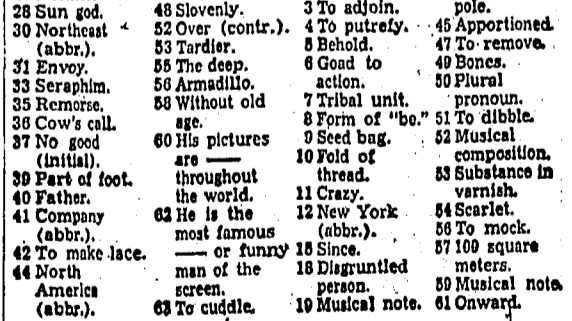 28 Sun god.
30 Northeast
(abbr.)
31 Envoy.
33 Seraphim.
35 Remorse.
36 Cow's call.
37 No good
(initial).
39 Part of foot.
40 Father.
41 Company
(abbr.).
42 To make lace.
44 North
America
(abbr.).
48 Slovenly.
52 Over (contr.).
53 Tardier.
55 The deep.
56 Armadillo.
58 Without old
age.
60 His pictures
are —
throughout
the world.
62 He is the
most famous
— or funny
man of the
screen.
63 To cuddle.
3 To adjoin.
4 To putrefy.
5 Behold.
6 Goad to
action.
7 Tribal unit.
8 Form of "be."
9 Seed bag.
10 Fold of
thread.
11 Crazy.
12 New York
(abbr.).
15 Since.
18 Disgruntled
person.
19 Musical note.
pole.
45 Apportioned.
47 To remove.
49 Bones.
50 Plural
pronoun.
51 To dibble.
52 Musical
composition.
53 Substance in
varnish.
54 Scarlet.
56 To mock.
57 100 square
meters.
59 Musical note.
61 Onward.